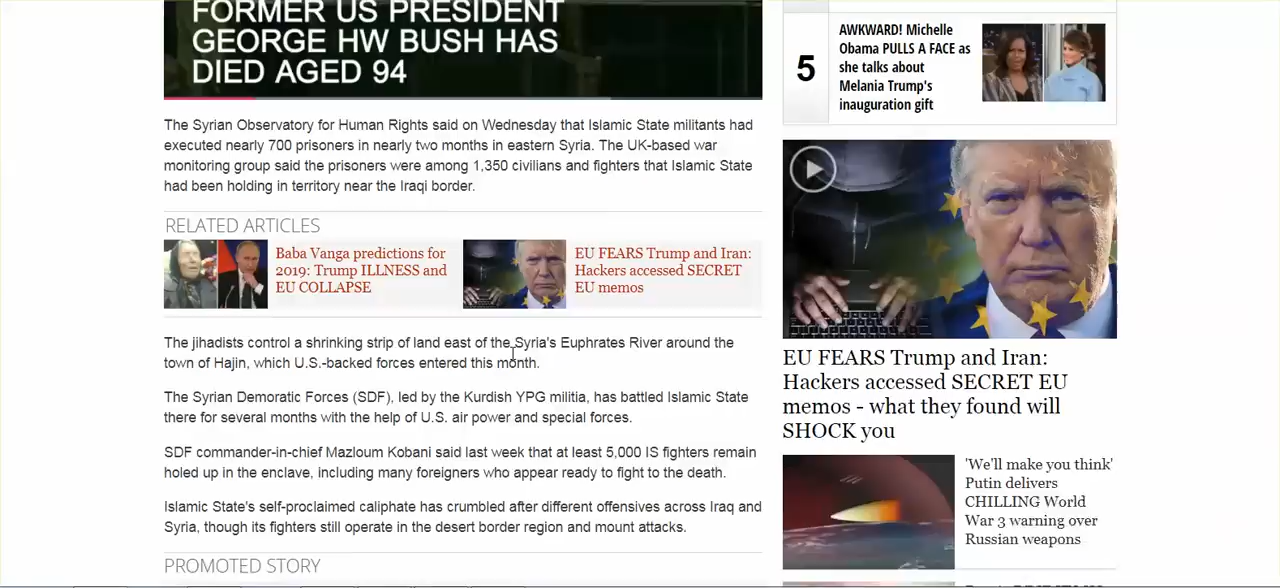 FORMER US PRESIDENT
GEORGE HW BUSH HAS
DIED AGED 94
The Syrian Observatory for Human Rights said on Wednesday that Islamic State militants had
executed nearly 700 prisoners in nearly two months in eastern Syria. The UK-based war
monitoring group said the prisoners were among 1,350 civilians and fighters that Islamic State
had been holding in territory near the Iraqi border.
RELATED ARTICLES
Baba Vanga predictions for
2019: Trump ILLNESS and
EU COLLAPSE
EU FEARS Trump and Iran:
Hackers accessed SECRET
EU memos
The jihadists control a shrinking strip of land east of the Syria's Euphrates River around the
town of Hajin, which U.S.-backed forces entered this month.
The Syrian Demoratic Forces (SDF), led by the Kurdish YPG militia, has battled Islamic State
there for several months with the help of U.S. air power and special forces.
SDF commander-in-chief Mazloum Kobani said last week that at least 5,000 IS fighters remain
holed up in the enclave, including many foreigners who appear ready to fight to the death.
Islamic State's self-proclaimed caliphate has crumbled after different offensives across Iraq and
Syria, though its fighters still operate in the desert border region and mount attacks.
PROMOTED STORY
5
AWKWARD! Michelle
Obama PULLS A FACE as
she talks about
Melania Trump's
inauguration gift
EU FEARS Trump and Iran:
Hackers accessed SECRET EU
memos - what they found will
SHOCK you
'We'll make you think'
Putin delivers
CHILLING World
War 3 warning over
Russian weapons